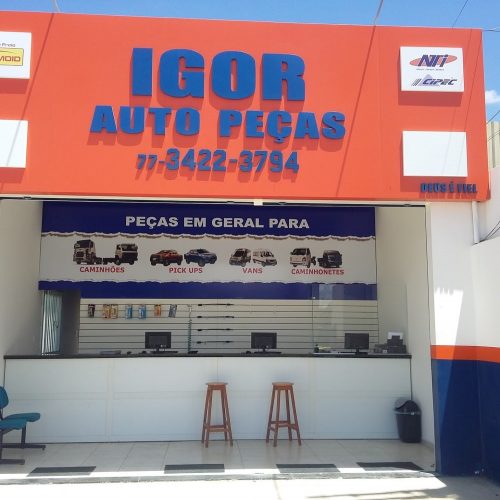 IGOR
AUTO PEÇAS
77-3422-3794
NTI
CIPEC
DEUS É FIEL
PEÇAS EM GERAL PARA
CAMINHÕES PICK UPS VANS CAMINHONETES